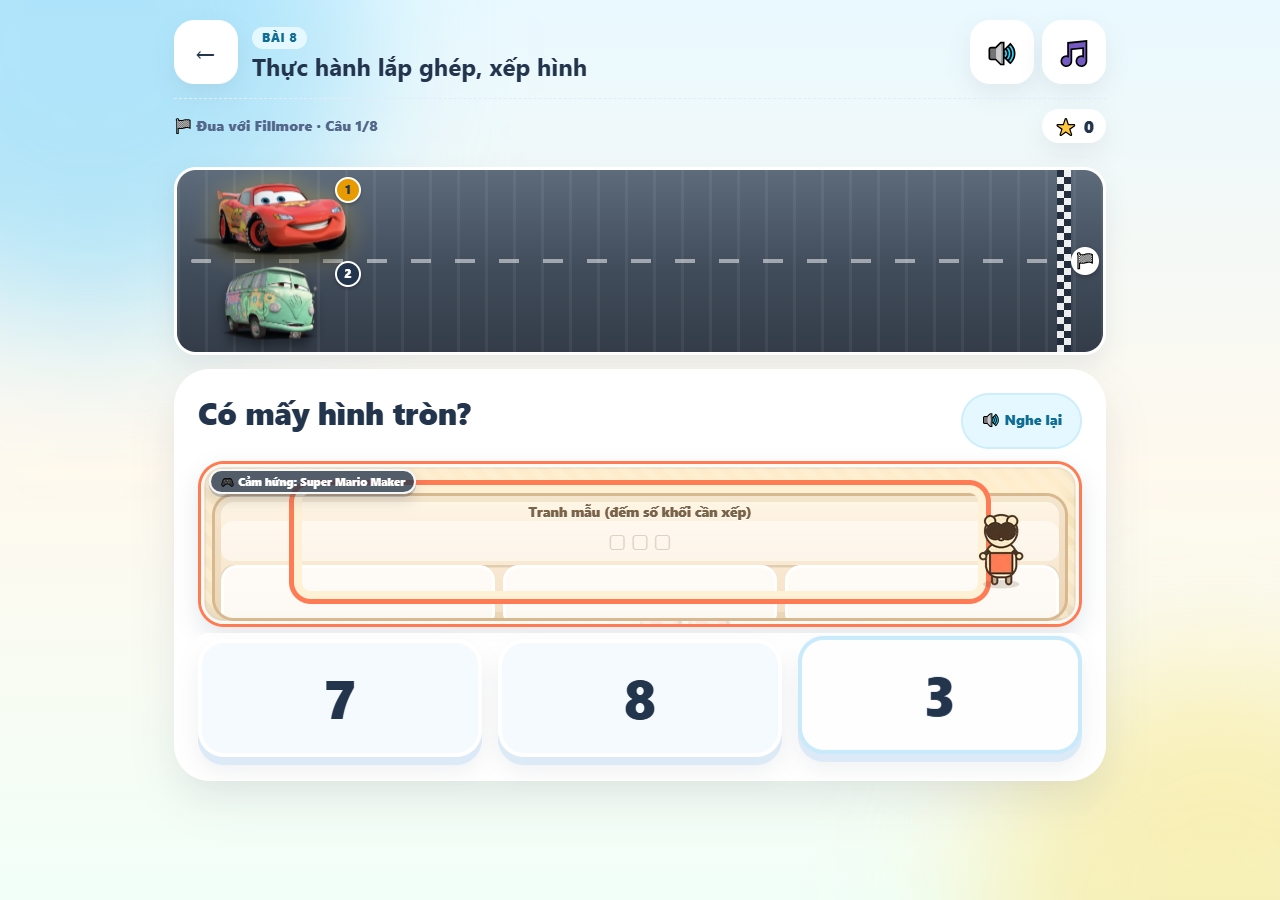 ←
BÀI 8
Thực hành lắp ghép, xếp hình
Đua với Fillmore · Câu 1/8
0
1
2
Có mấy hình tròn?
Nghe lại
Cảm hứng: Super Mario Maker
Tranh mẫu (đếm số khối cần xếp)
7
8
3